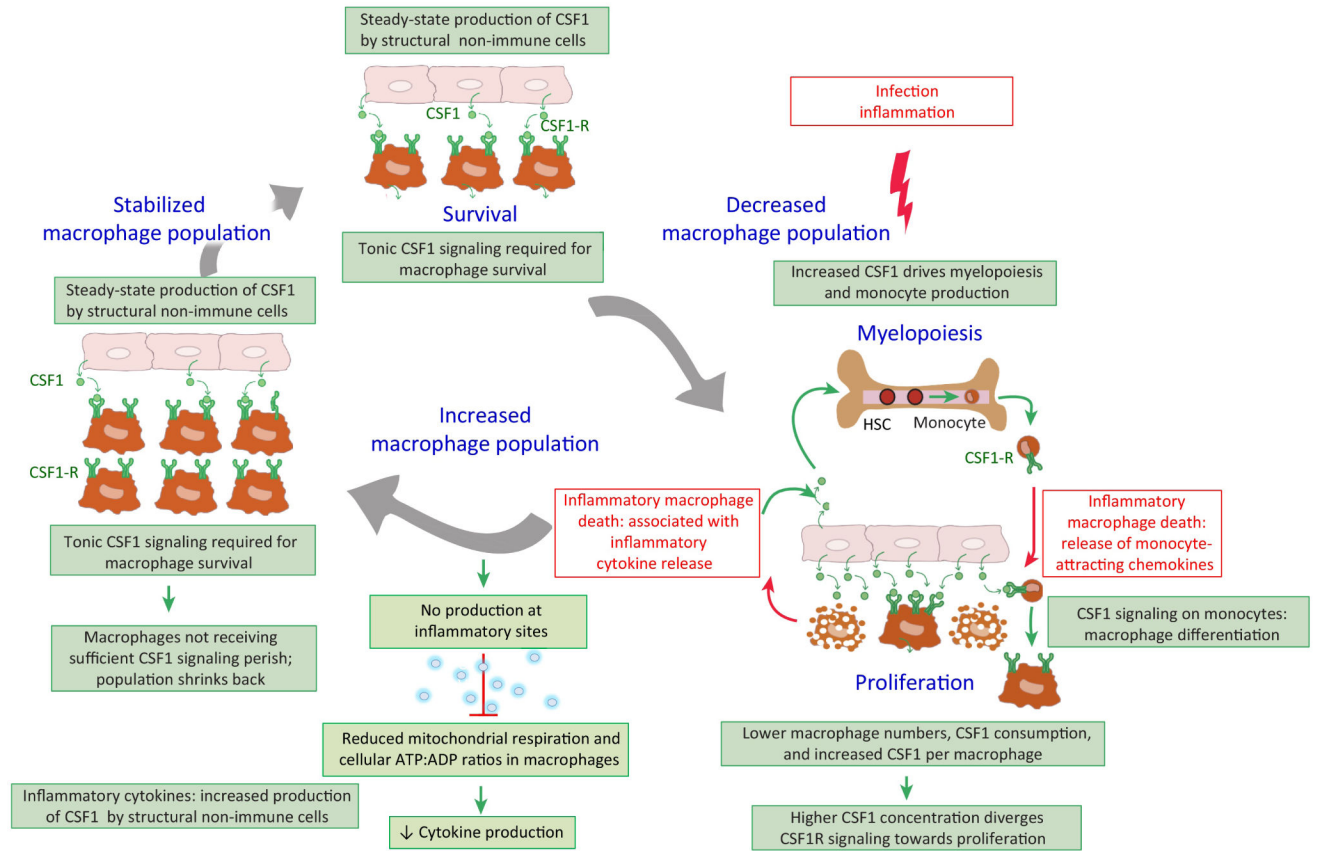 Steady-state production of CSF1
by structural non-immune cells
CSF1
CSF1-R
Survival
Tonic CSF1 signaling required for
macrophage survival
Infection
inflammation
Decreased
macrophage population
Increased CSF1 drives myelopoiesis
and monocyte production
Myelopoiesis
HSC
Monocyte
CSF1-R
Inflammatory macrophage
death: associated with
inflammatory
cytokine release
Inflammatory
macrophage death:
release of monocyte-
attracting chemokines
CSF1 signaling on monocytes:
macrophage differentiation
Proliferation
Lower macrophage numbers, CSF1 consumption,
and increased CSF1 per macrophage
Higher CSF1 concentration diverges
CSF1R signaling towards proliferation
Increased
macrophage population
No production at
inflammatory sites
Reduced mitochondrial respiration and
cellular ATP:ADP ratios in macrophages
↓ Cytokine production
Stabilized
macrophage population
Steady-state production of CSF1
by structural non-immune cells
CSF1
CSF1-R
Tonic CSF1 signaling required for
macrophage survival
Macrophages not receiving
sufficient CSF1 signaling perish;
population shrinks back
Inflammatory cytokines: increased production
of CSF1 by structural non-immune cells